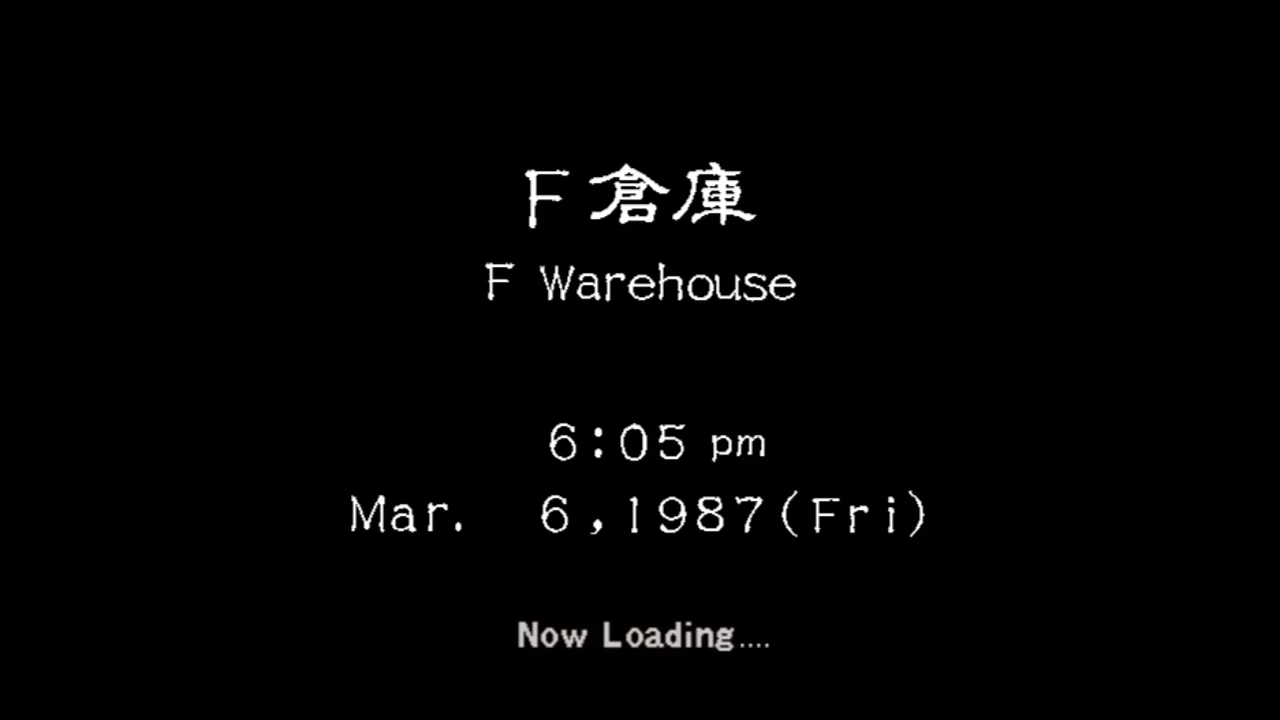 F倉庫
F Warehouse
6:05 pm
Mar. 6,1987(Fri)
Now Loading....